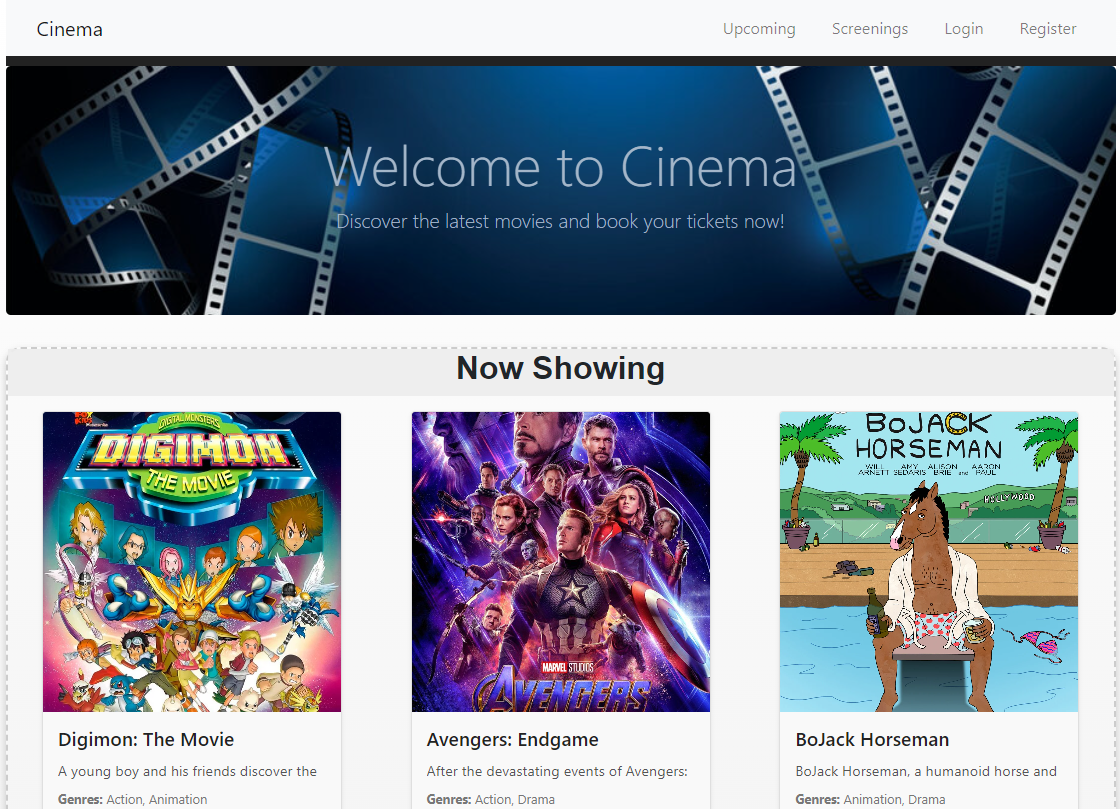 Cinema
Upcoming
Screenings
Login
Register
Welcome to Cinema
Discover the latest movies and book your tickets now!
Now Showing
DIGITAL MONSTERS
DIGIMON
THE MOVIE
MARVEL STUDIOS
AVENGERS
BOJACK
HORSEMAN
WILL ARNETT
AMY SEDARIS
ALISON BRIE
and
AARON PAUL
Digimon: The Movie
A young boy and his friends discover the
Genres: Action, Animation
Avengers: Endgame
After the devastating events of Avengers:
Genres: Action, Drama
BoJack Horseman
BoJack Horseman, a humanoid horse and
Genres: Animation, Drama